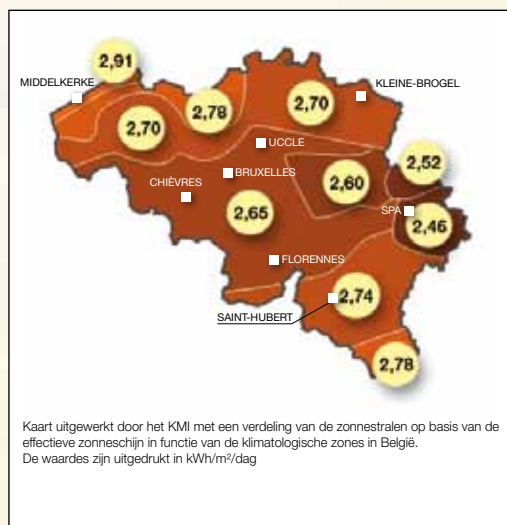 2,91
MIDDELKERKE
KLEINE-BROGEL
2,78
2,70
2,70
UCCLE
2,52
BRUXELLES
2,60
CHIÈVRES
SPA
2,65
2,46
FLORENNES
2,74
SAINT-HUBERT
2,78
Kaart uitgewerkt door het KMI met een verdeling van de zonnestralen op basis van de
effectieve zonneschijn in functie van de klimatologische zones in België.
De waardes zijn uitgedrukt in kWh/m²/dag